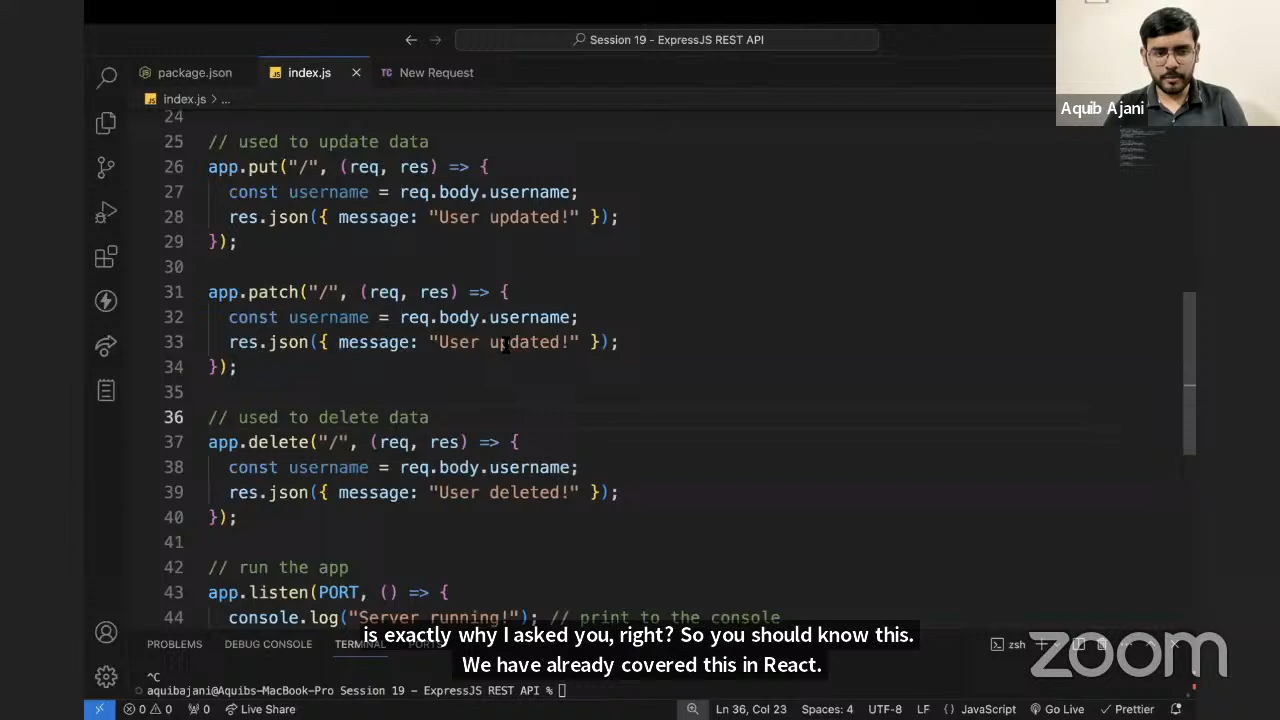 Session 19 - ExpressJS REST API
package.json
index.js
New Request
index.js > ...
24
25 // used to update data
26 app.put("/", (req, res) => {
27 const username = req.body.username;
28 res.json({ message: "User updated!" });
29 });
30
31 app.patch("/", (req, res) => {
32 const username = req.body.username;
33 res.json({ message: "User updated!" });
34 });
35
36 // used to delete data
37 app.delete("/", (req, res) => {
38 const username = req.body.username;
39 res.json({ message: "User deleted!" });
40 });
41
42 // run the app
43 app.listen(PORT, () => {
44 console.log("Server running!"); // print to the console
Aquib Ajani
is exactly why I asked you, right? So you should know this.
We have already covered this in React.
PROBLEMS DEBUG CONSOLE TERMINAL PORTS
zsh
^C
aquibajani@Aquibs-MacBook-Pro Session 19 - ExpressJS REST API %
zoom
0 0 0 Live Share Ln 36, Col 23 Spaces: 4 UTF-8 LF {} JavaScript Go Live Prettier